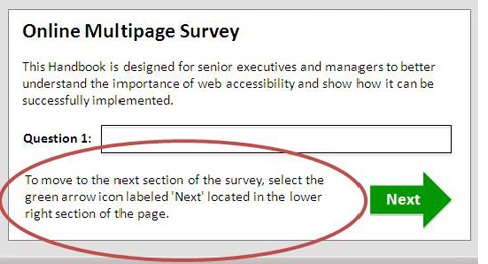 Online Multipage Survey
This Handbook is designed for senior executives and managers to better
understand the importance of web accessibility and show how it can be
successfully implemented.
Question 1:
To move to the next section of the survey, select the
green arrow icon labeled 'Next' located in the lower
right section of the page.
Next